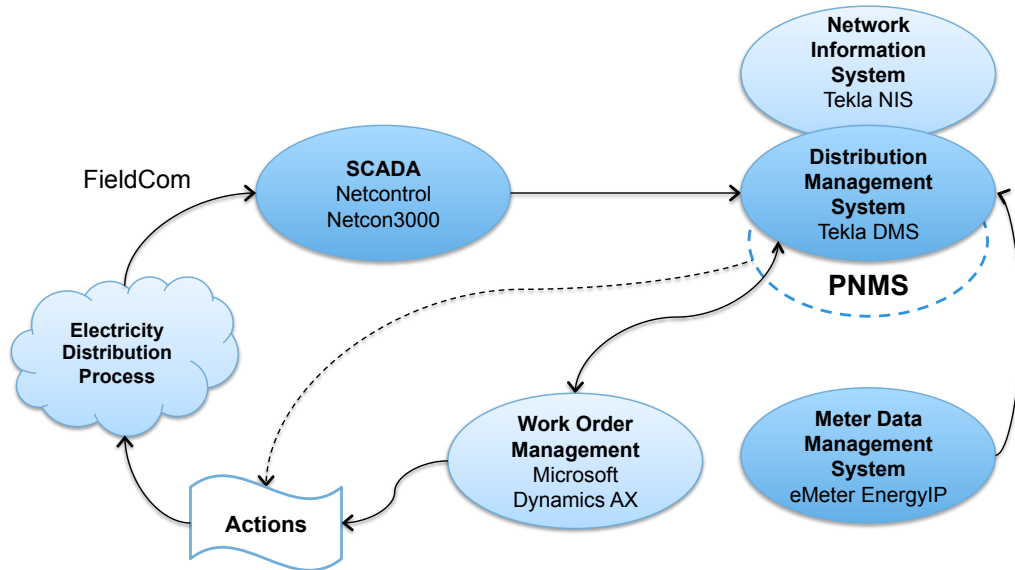 Network
Information
System
Tekla NIS
FieldCom
SCADA
Netcontrol
Netcon3000
Distribution
Management
System
Tekla DMS
PNMS
Electricity
Distribution
Process
Work Order
Management
Microsoft
Dynamics AX
Meter Data
Management
System
eMeter EnergyIP
Actions